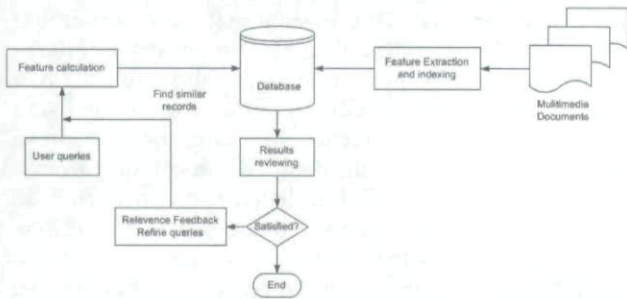 Feature calculation
Find similar
records
Database
Feature Extraction
and indexing
Mulitimedia
Documents
User queries
Results
reviewing
Relevence Feedback
Refine queries
Satisfied?
End